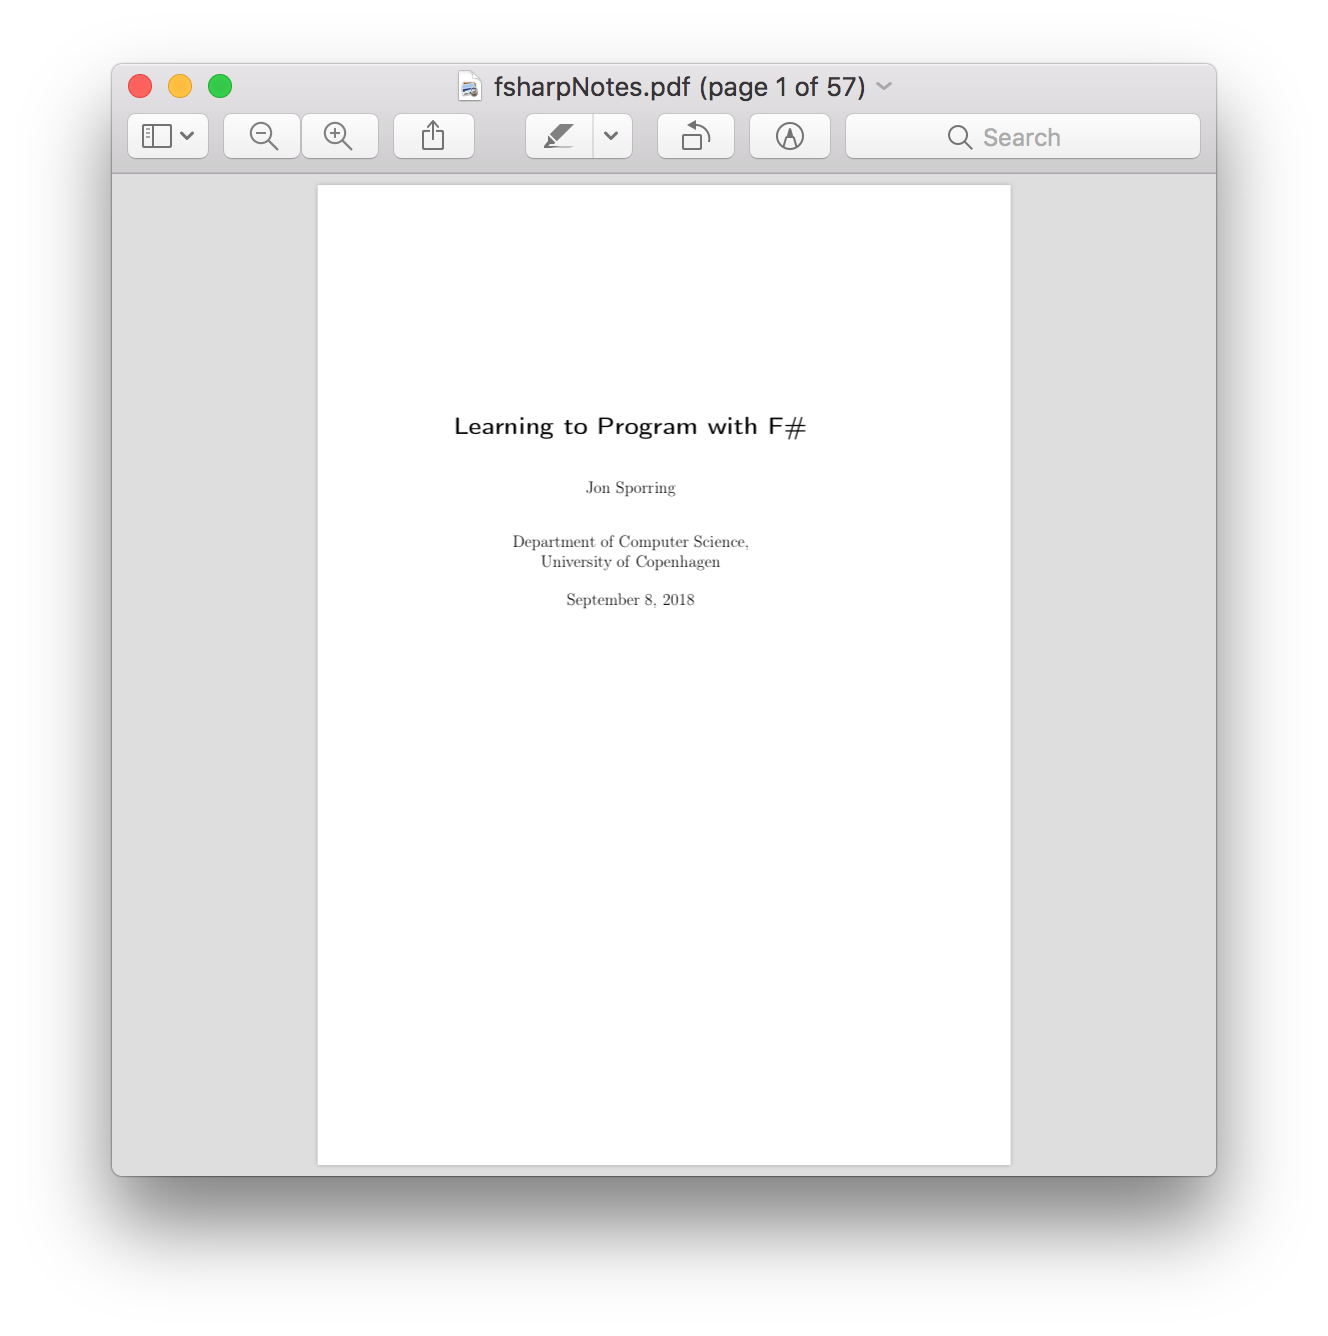 fsharpNotes.pdf (page 1 of 57)
Search
Learning to Program with F#
Jon Sporring
Department of Computer Science,
University of Copenhagen
September 8, 2018